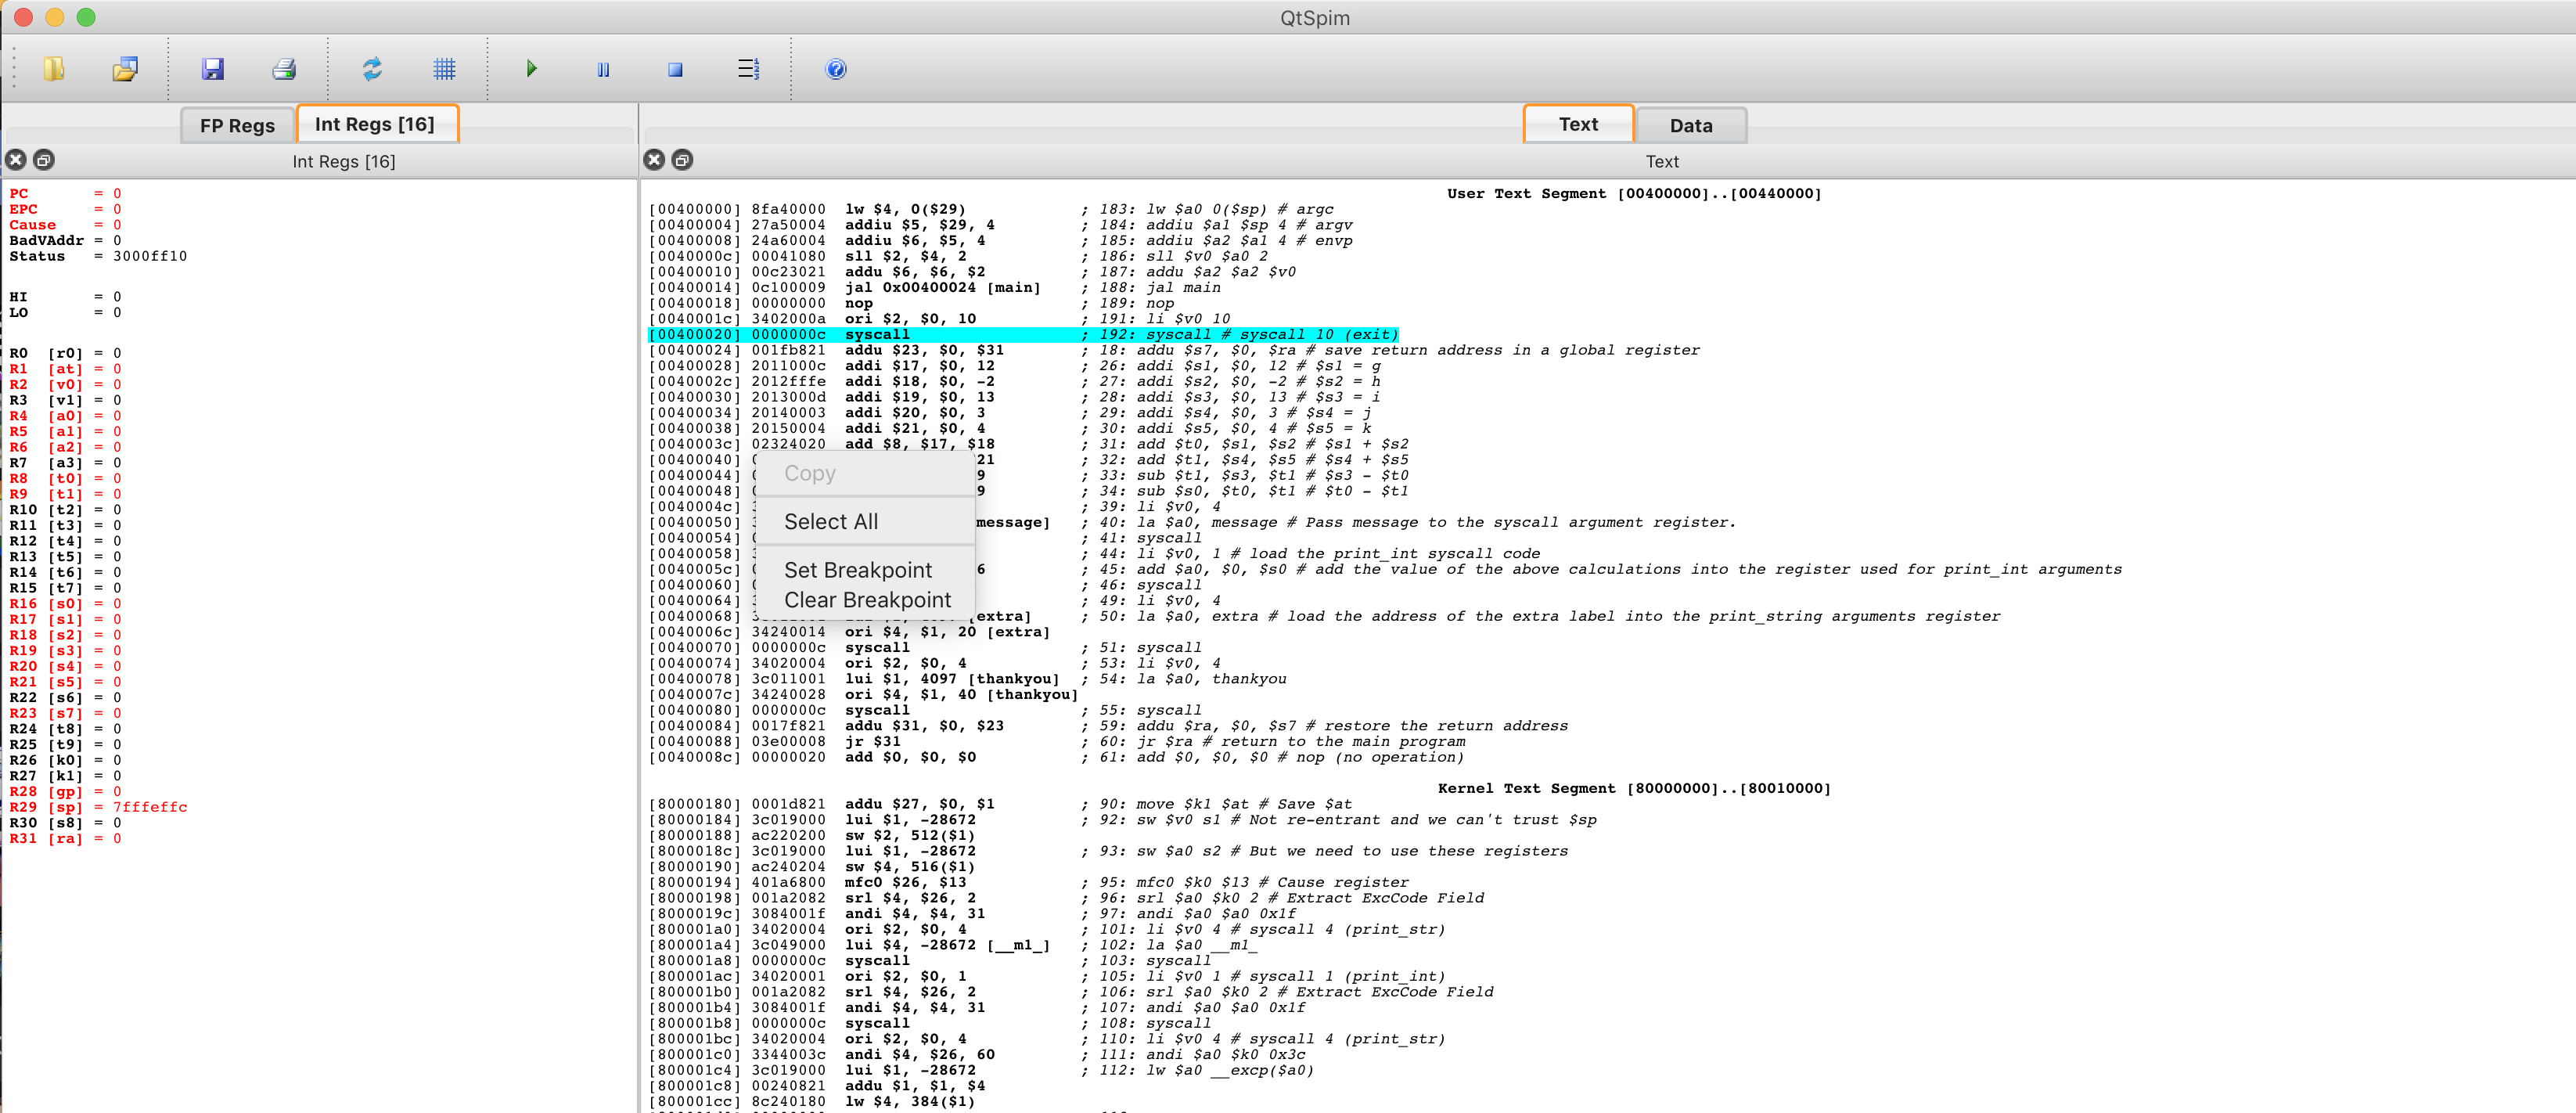 QtSpim
FP Regs
Int Regs [16]
Text
Data
Int Regs [16]
Text
PC = 0
EPC = 0
Cause = 0
BadVAddr = 0
Status = 3000ff10
HI = 0
LO = 0
R0 [r0] = 0
R1 [at] = 0
R2 [v0] = 0
R3 [v1] = 0
R4 [a0] = 0
R5 [a1] = 0
R6 [a2] = 0
R7 [a3] = 0
R8 [t0] = 0
R9 [t1] = 0
R10 [t2] = 0
R11 [t3] = 0
R12 [t4] = 0
R13 [t5] = 0
R14 [t6] = 0
R15 [t7] = 0
R16 [s0] = 0
R17 [s1] = 0
R18 [s2] = 0
R19 [s3] = 0
R20 [s4] = 0
R21 [s5] = 0
R22 [s6] = 0
R23 [s7] = 0
R24 [t8] = 0
R25 [t9] = 0
R26 [k0] = 0
R27 [k1] = 0
R28 [gp] = 0
R29 [sp] = 7fffeffc
R30 [s8] = 0
R31 [ra] = 0
User Text Segment [00400000]..[00440000]
[00400000] 8fa40000 lw $4, 0($29) ; 183: lw $a0 0($sp) # argc
[00400004] 27a50004 addiu $5, $29, 4 ; 184: addiu $a1 $sp 4 # argv
[00400008] 24a60004 addiu $6, $5, 4 ; 185: addiu $a2 $a1 4 # envp
[0040000c] 00041080 sll $2, $4, 2 ; 186: sll $v0 $a0 2
[00400010] 00c23021 addu $6, $6, $2 ; 187: addu $a2 $a2 $v0
[00400014] 0c100009 jal 0x00400024 [main] ; 188: jal main
[00400018] 00000000 nop ; 189: nop
[0040001c] 3402000a ori $2, $0, 10 ; 191: li $v0 10
[00400020] 0000000c syscall ; 192: syscall # syscall 10 (exit)
[00400024] 001fb821 addu $23, $0, $31 ; 18: addu $s7, $0, $ra # save return address in a global register
[00400028] 2011000c addi $17, $0, 12 ; 26: addi $s1, $0, 12 # $s1 = g
[0040002c] 2012fffe addi $18, $0, -2 ; 27: addi $s2, $0, -2 # $s2 = h
[00400030] 2013000d addi $19, $0, 13 ; 28: addi $s3, $0, 13 # $s3 = i
[00400034] 20140003 addi $20, $0, 3 ; 29: addi $s4, $0, 3 # $s4 = j
[00400038] 20150004 addi $21, $0, 4 ; 30: addi $s5, $0, 4 # $s5 = k
[0040003c] 02324020 add $8, $17, $18 ; 31: add $t0, $s1, $s2 # $s1 + $s2
[00400040] 0 21 ; 32: add $t1, $s4, $s5 # $s4 + $s5
[00400044] 0 9 ; 33: sub $t1, $s3, $t1 # $s3 - $t0
[00400048] 0 9 ; 34: sub $s0, $t0, $t1 # $t0 - $t1
[0040004c] 3 ; 39: li $v0, 4
[00400050] 3 message] ; 40: la $a0, message # Pass message to the syscall argument register.
[00400054] 0 ; 41: syscall
[00400058] 3 ; 44: li $v0, 1 # load the print_int syscall code
[0040005c] 0 6 ; 45: add $a0, $0, $s0 # add the value of the above calculations into the register used for print_int arguments
[00400060] 0 ; 46: syscall
[00400064] 3 ; 49: li $v0, 4
[00400068] 3 [extra] ; 50: la $a0, extra # load the address of the extra label into the print_string arguments register
[0040006c] 34240014 ori $4, $1, 20 [extra]
[00400070] 0000000c syscall ; 51: syscall
[00400074] 34020004 ori $2, $0, 4 ; 53: li $v0, 4
[00400078] 3c011001 lui $1, 4097 [thankyou] ; 54: la $a0, thankyou
[0040007c] 34240028 ori $4, $1, 40 [thankyou]
[00400080] 0000000c syscall ; 55: syscall
[00400084] 0017f821 addu $31, $0, $23 ; 59: addu $ra, $0, $s7 # restore the return address
[00400088] 03e00008 jr $31 ; 60: jr $ra # return to the main program
[0040008c] 00000020 add $0, $0, $0 ; 61: add $0, $0, $0 # nop (no operation)
Copy
Select All
Set Breakpoint
Clear Breakpoint
Kernel Text Segment [80000000]..[80010000]
[80000180] 0001d821 addu $27, $0, $1 ; 90: move $k1 $at # Save $at
[80000184] 3c019000 lui $1, -28672 ; 92: sw $v0 s1 # Not re-entrant and we can't trust $sp
[80000188] ac220200 sw $2, 512($1)
[8000018c] 3c019000 lui $1, -28672 ; 93: sw $a0 s2 # But we need to use these registers
[80000190] ac240204 sw $4, 516($1)
[80000194] 401a6800 mfc0 $26, $13 ; 95: mfc0 $k0 $13 # Cause register
[80000198] 001a2082 srl $4, $26, 2 ; 96: srl $a0 $k0 2 # Extract ExcCode Field
[8000019c] 3084001f andi $4, $4, 31 ; 97: andi $a0 $a0 0x1f
[800001a0] 34020004 ori $2, $0, 4 ; 101: li $v0 4 # syscall 4 (print_str)
[800001a4] 3c049000 lui $4, -28672 [__m1_] ; 102: la $a0 __m1_
[800001a8] 0000000c syscall ; 103: syscall
[800001ac] 34020001 ori $2, $0, 1 ; 105: li $v0 1 # syscall 1 (print_int)
[800001b0] 001a2082 srl $4, $26, 2 ; 106: srl $a0 $k0 2 # Extract ExcCode Field
[800001b4] 3084001f andi $4, $4, 31 ; 107: andi $a0 $a0 0x1f
[800001b8] 0000000c syscall ; 108: syscall
[800001bc] 34020004 ori $2, $0, 4 ; 110: li $v0 4 # syscall 4 (print_str)
[800001c0] 3344003c andi $4, $26, 60 ; 111: andi $a0 $k0 0x3c
[800001c4] 3c019000 lui $1, -28672 ; 112: lw $a0 __excp($a0)
[800001c8] 00240821 addu $1, $1, $4
[800001cc] 8c240180 lw $4, 384($1)